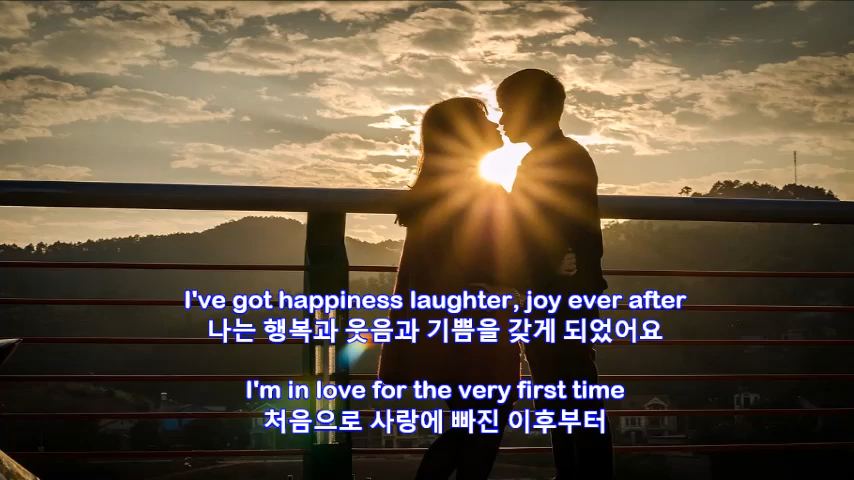 I've got happiness laughter, joy ever after
나는 행복과 웃음과 기쁨을 갖게 되었어요
I'm in love for the very first time
처음으로 사랑에 빠진 이후부터